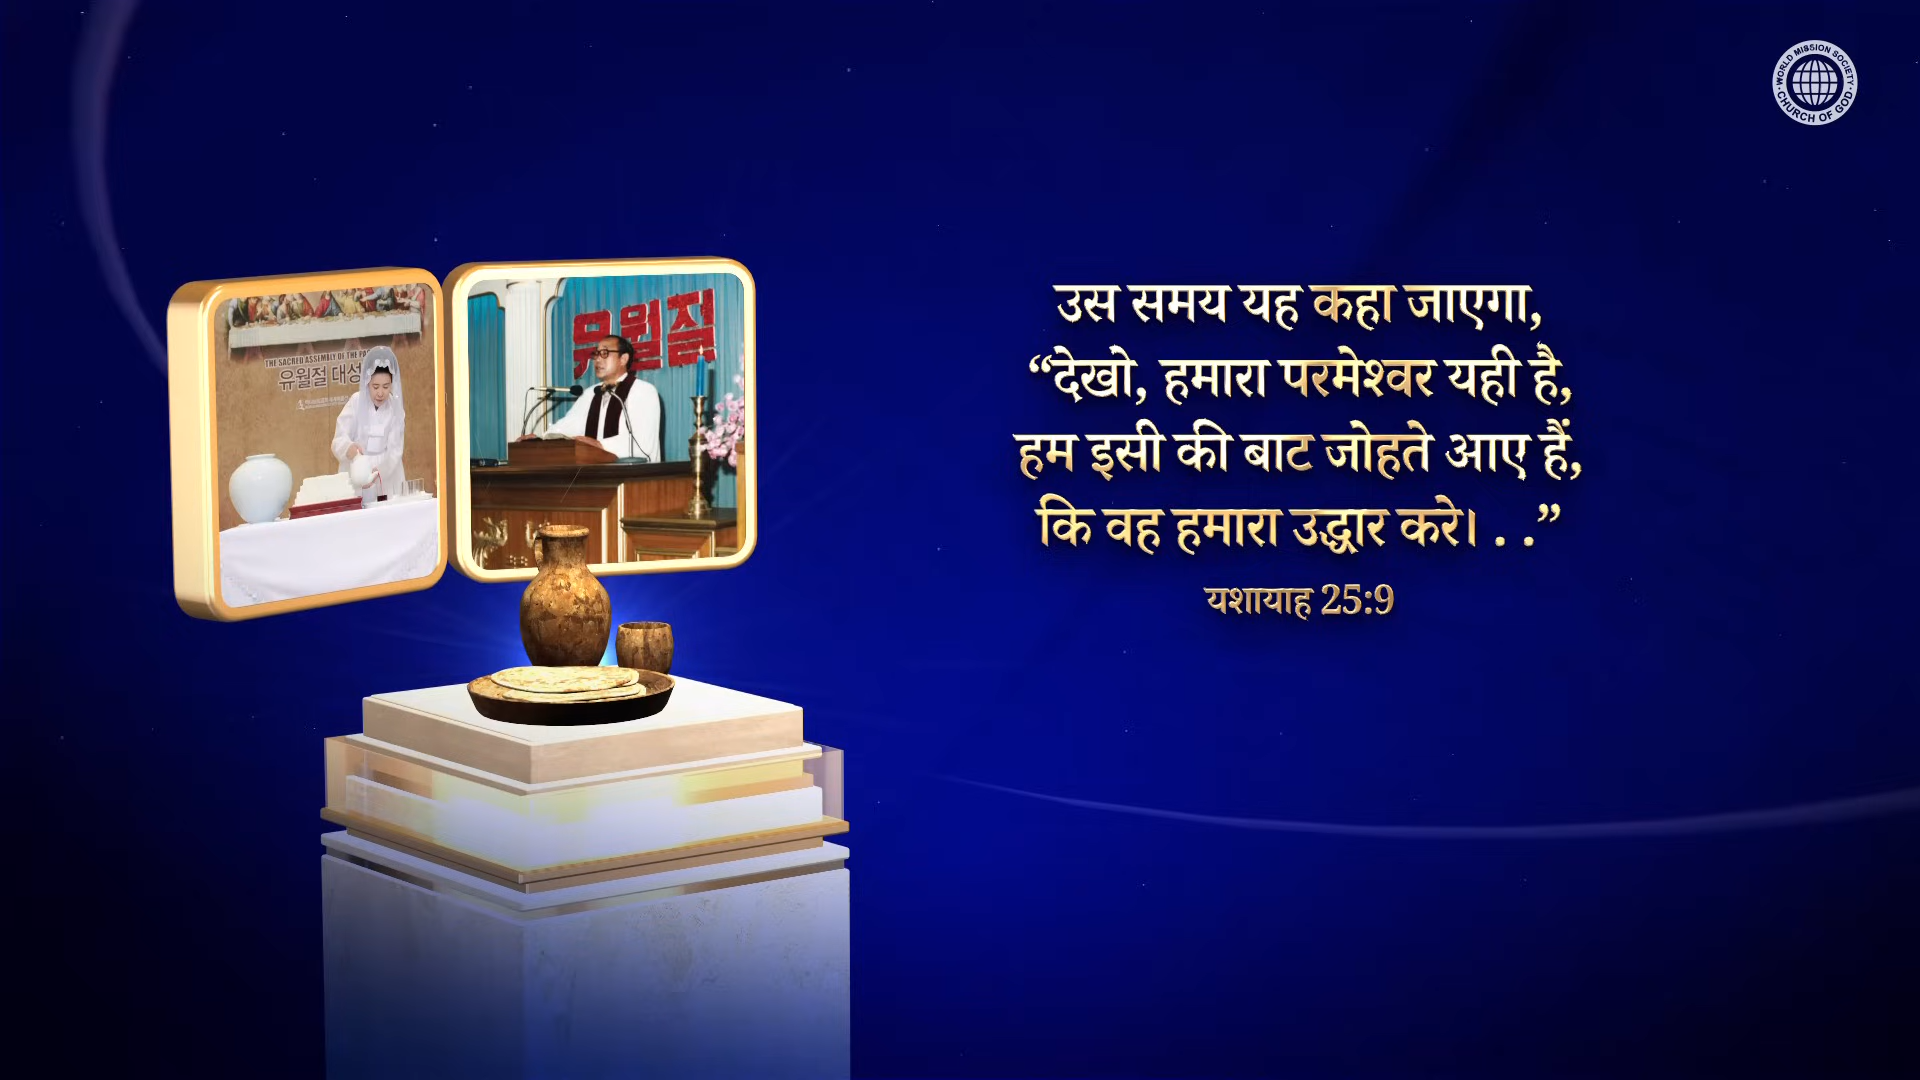 WORLD MISSION SOCIETY
CHURCH OF GOD
THE SACRED ASSEMBLY OF THE
유월절 대성
유월절
उस समय यह कहा जाएगा,
“देखो, हमारा परमेश्वर यही है,
हम इसी की बाट जोहते आए हैं,
कि वह हमारा उद्धार करे। . .”
यशायाह 25:9